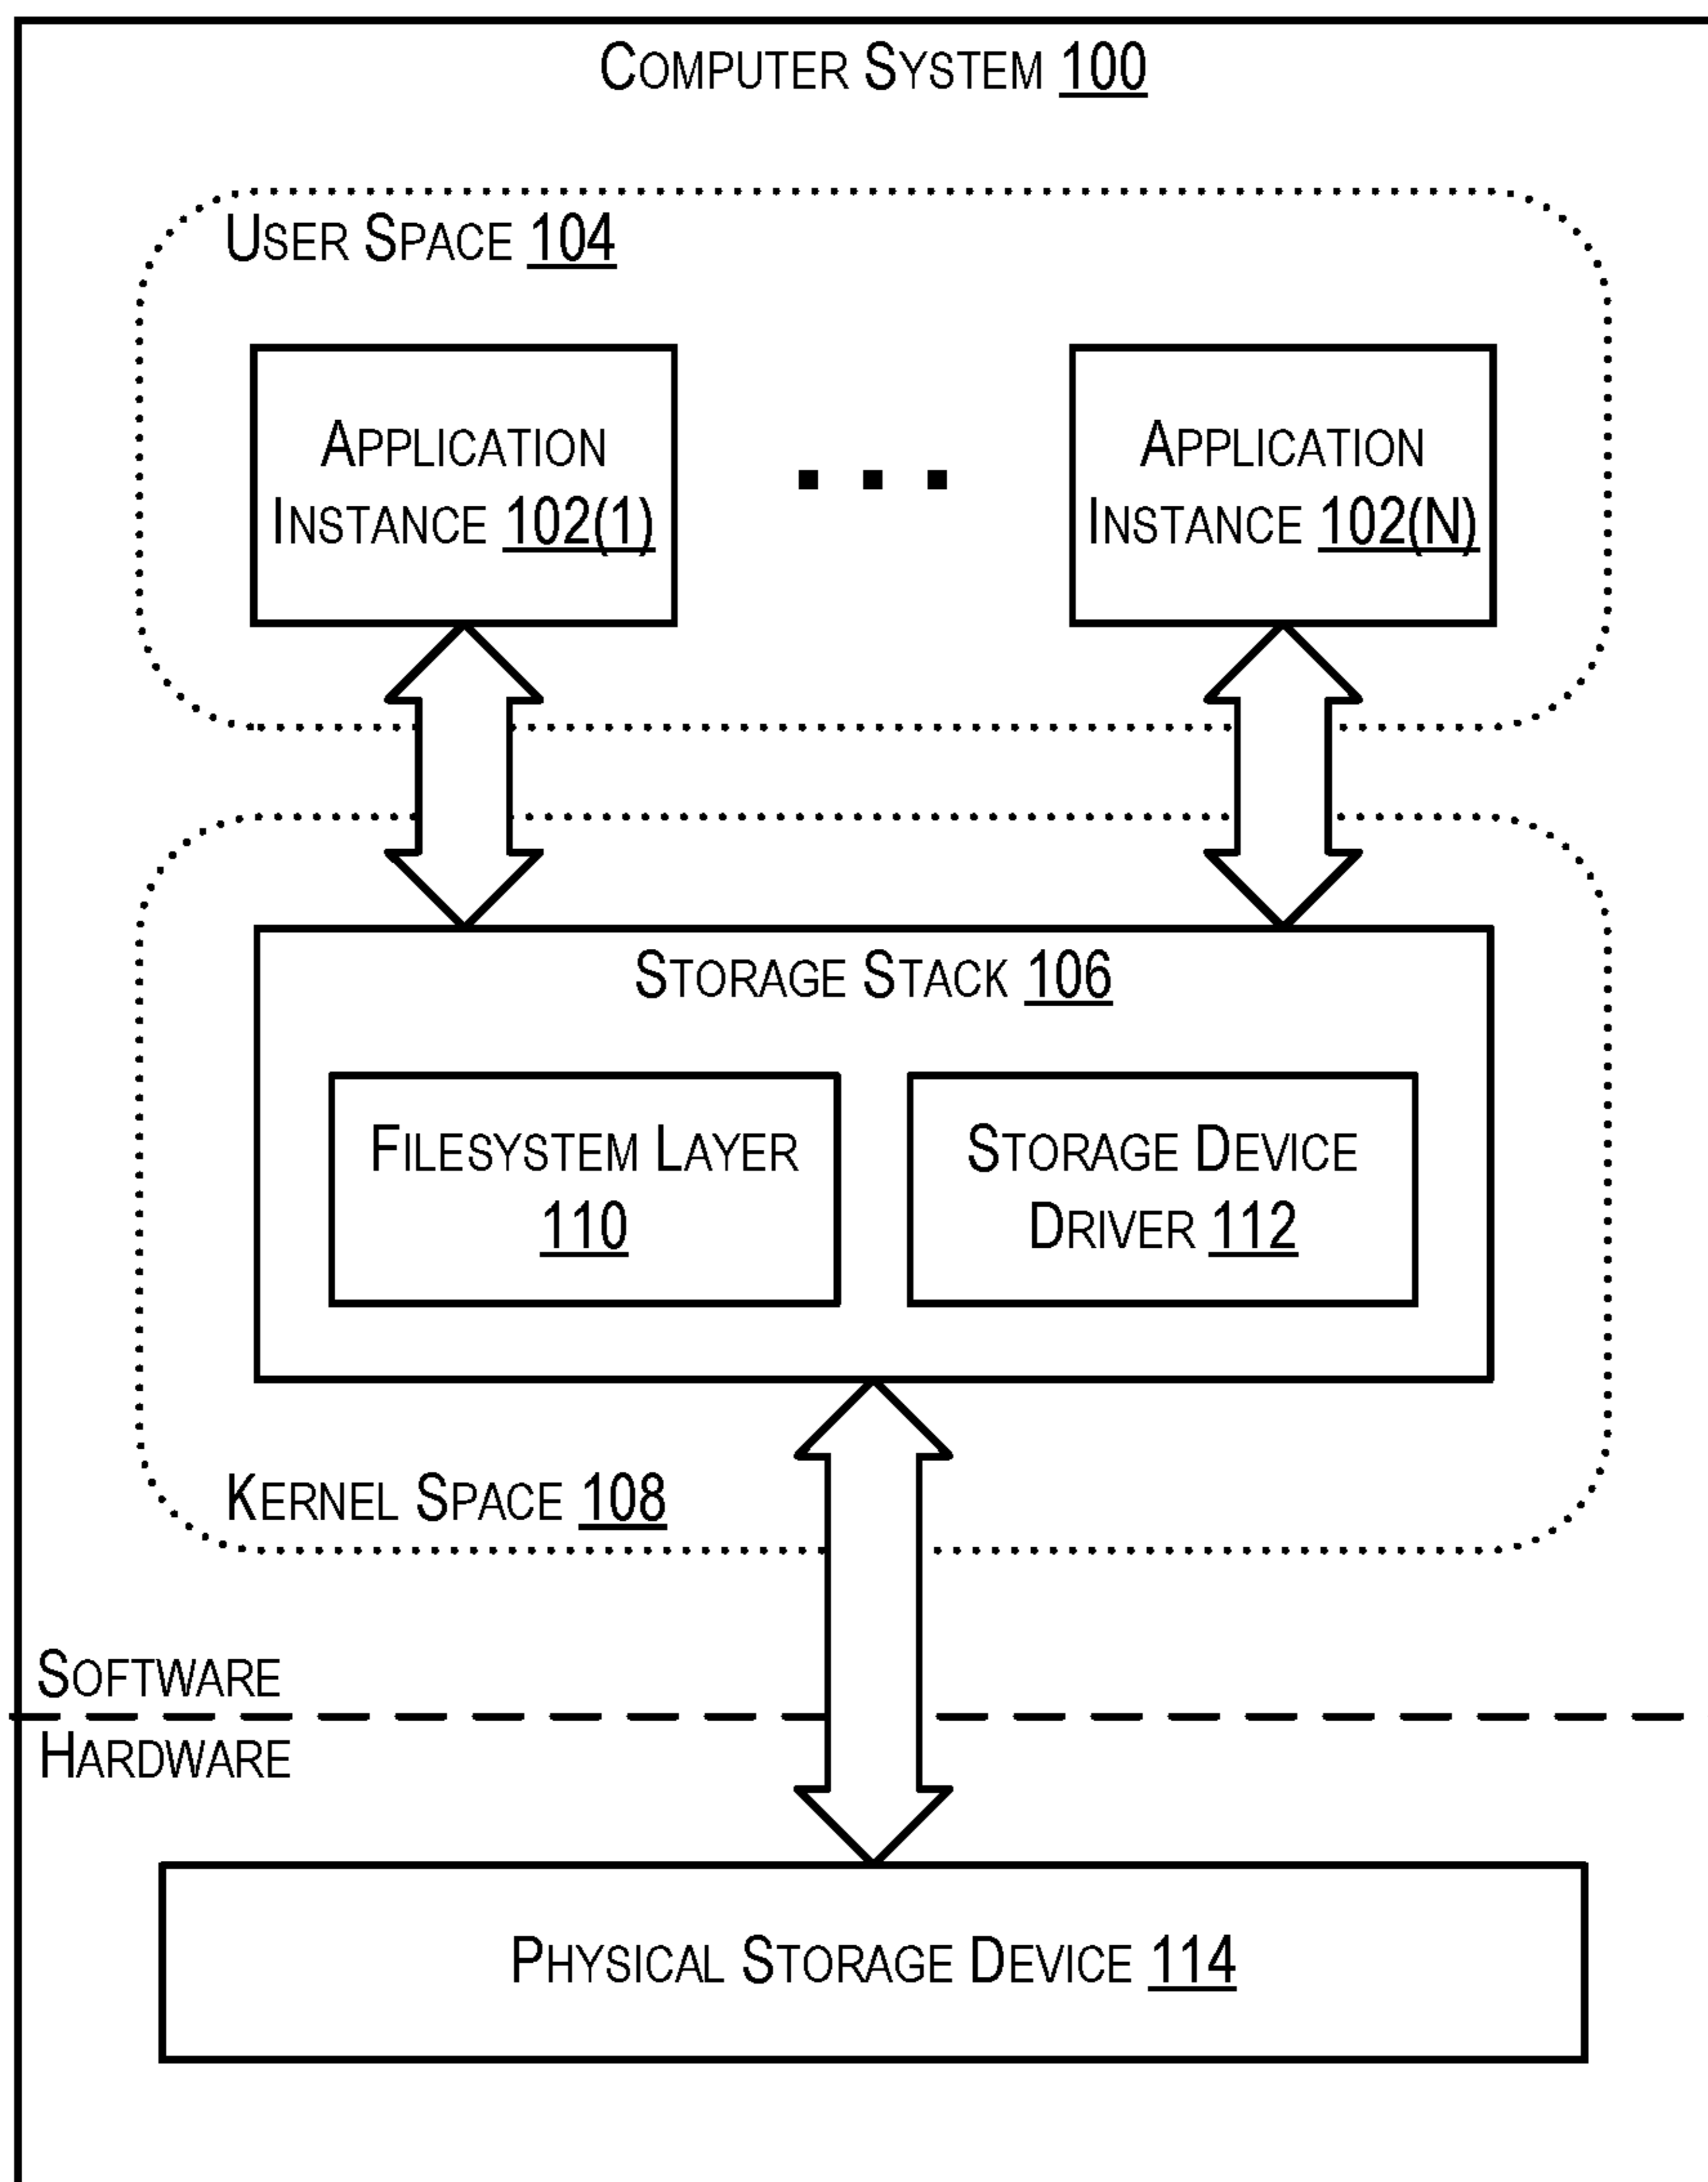 COMPUTER SYSTEM 100
USER SPACE 104
APPLICATION
INSTANCE 102(1)
. . .
APPLICATION
INSTANCE 102(N)
STORAGE STACK 106
FILESYSTEM LAYER
110
STORAGE DEVICE
DRIVER 112
KERNEL SPACE 108
SOFTWARE
HARDWARE
PHYSICAL STORAGE DEVICE 114